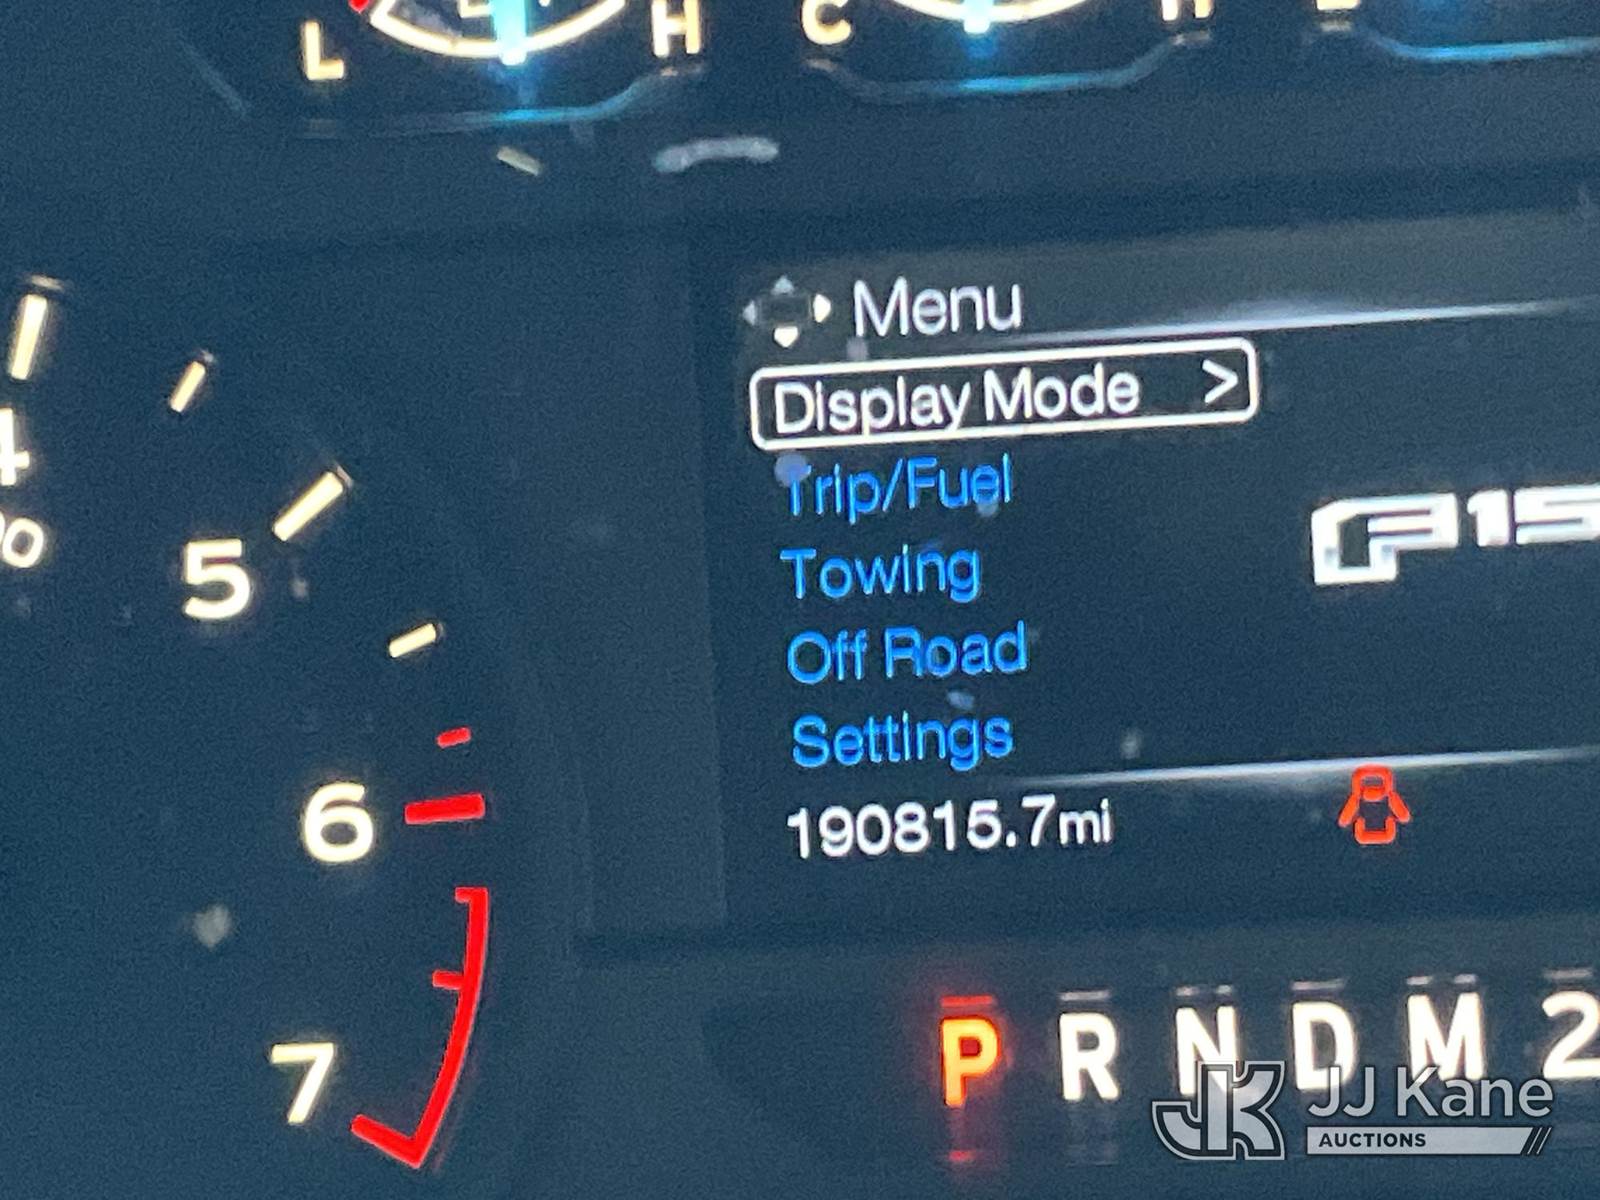 L H C
Menu
Display Mode >
Trip/Fuel
4
F15
5
Towing
Off Road
Settings
6
190815.7mi
7
P R N D M 2
JJ Kane
AUCTIONS